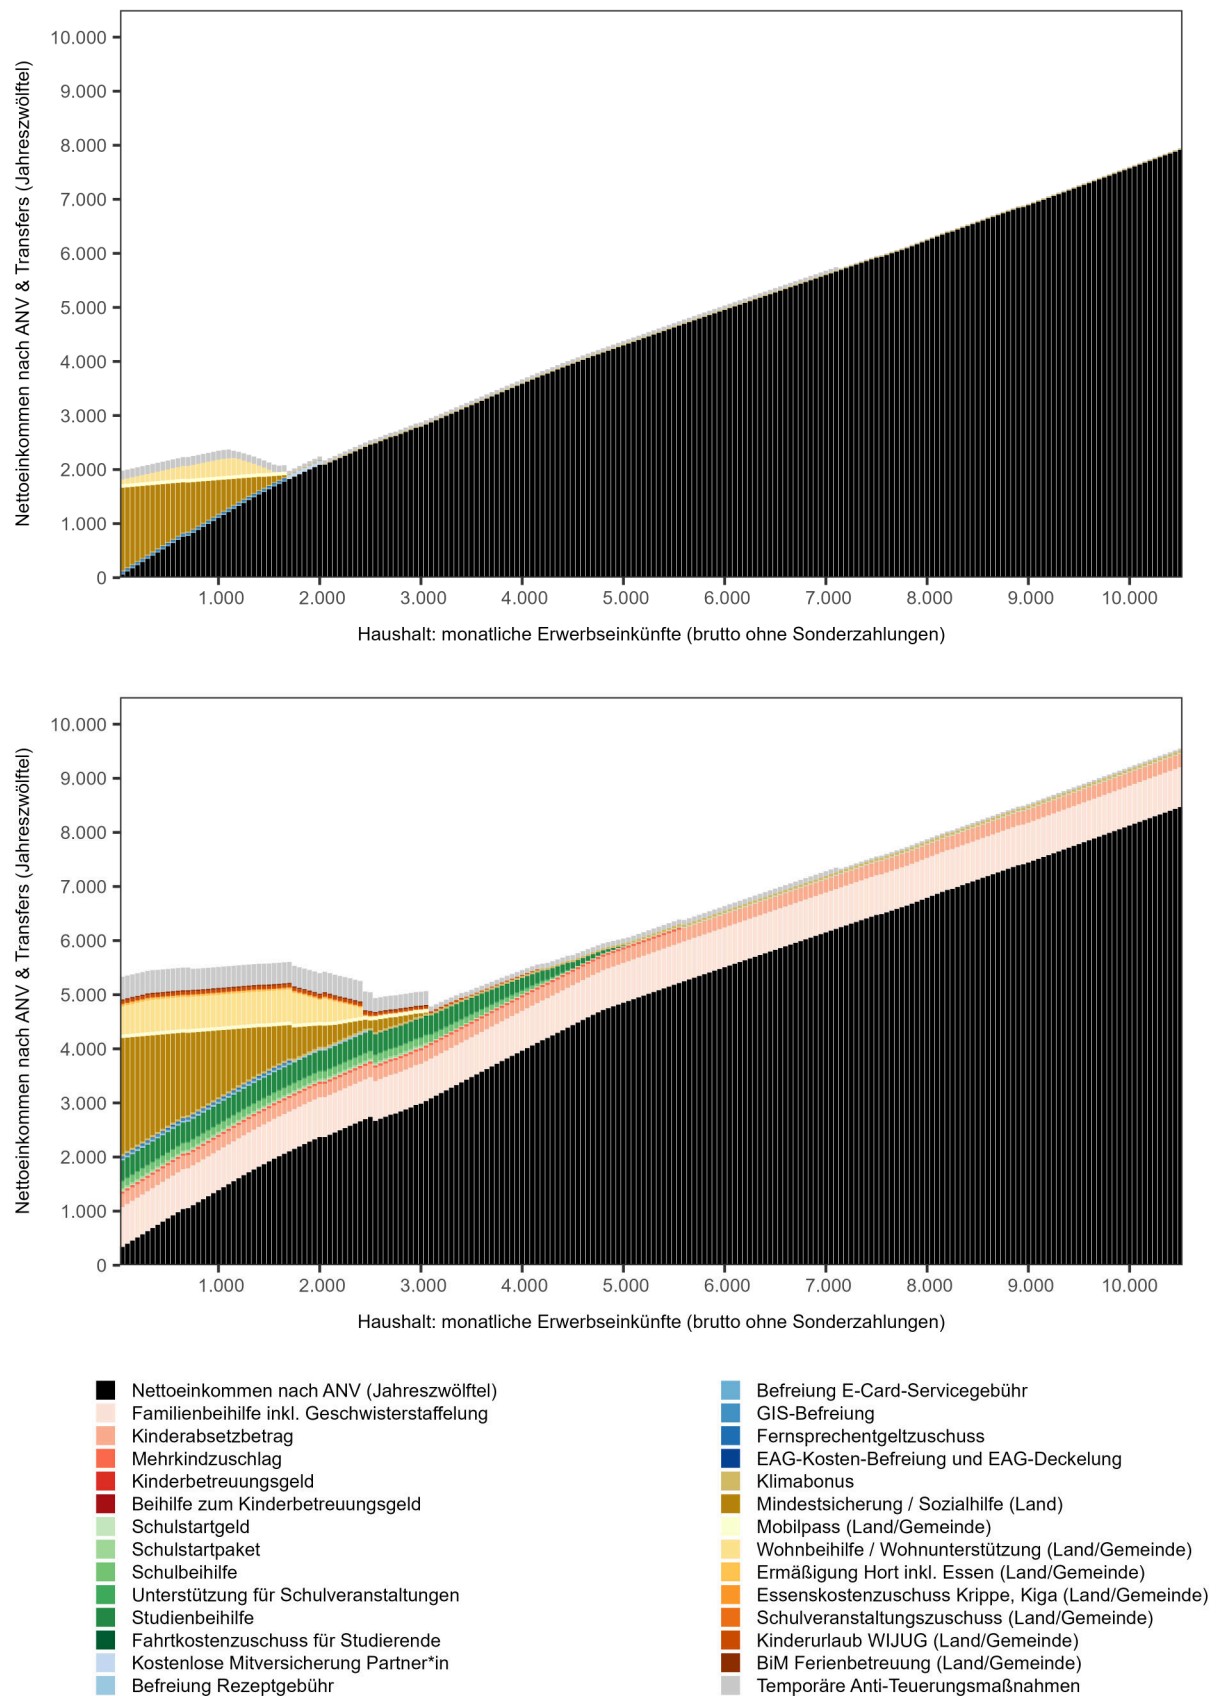 Nettoeinkommen nach ANV & Transfers (Jahreszwölftel)
10.000
9.000
8.000
7.000
6.000
5.000
4.000
3.000
2.000
1.000
0
1.000 2.000 3.000 4.000 5.000 6.000 7.000 8.000 9.000 10.000
Haushalt: monatliche Erwerbseinkünfte (brutto ohne Sonderzahlungen)
Nettoeinkommen nach ANV & Transfers (Jahreszwölftel)
10.000
9.000
8.000
7.000
6.000
5.000
4.000
3.000
2.000
1.000
0
1.000 2.000 3.000 4.000 5.000 6.000 7.000 8.000 9.000 10.000
Haushalt: monatliche Erwerbseinkünfte (brutto ohne Sonderzahlungen)
Nettoeinkommen nach ANV (Jahreszwölftel)
Familienbeihilfe inkl. Geschwisterstaffelung
Kinderabsetzbetrag
Mehrkindzuschlag
Kinderbetreuungsgeld
Beihilfe zum Kinderbetreuungsgeld
Schulstartgeld
Schulstartpaket
Schulbeihilfe
Unterstützung für Schulveranstaltungen
Studienbeihilfe
Fahrtkostenzuschuss für Studierende
Kostenlose Mitversicherung Partner*in
Befreiung Rezeptgebühr
Befreiung E-Card-Servicegebühr
GIS-Befreiung
Fernsprechentgeltzuschuss
EAG-Kosten-Befreiung und EAG-Deckelung
Klimabonus
Mindestsicherung / Sozialhilfe (Land)
Mobilpass (Land/Gemeinde)
Wohnbeihilfe / Wohnunterstützung (Land/Gemeinde)
Ermäßigung Hort inkl. Essen (Land/Gemeinde)
Essenskostenzuschuss Krippe, Kiga (Land/Gemeinde)
Schulveranstaltungszuschuss (Land/Gemeinde)
Kinderurlaub WIJUG (Land/Gemeinde)
BiM Ferienbetreuung (Land/Gemeinde)
Temporäre Anti-Teuerungsmaßnahmen